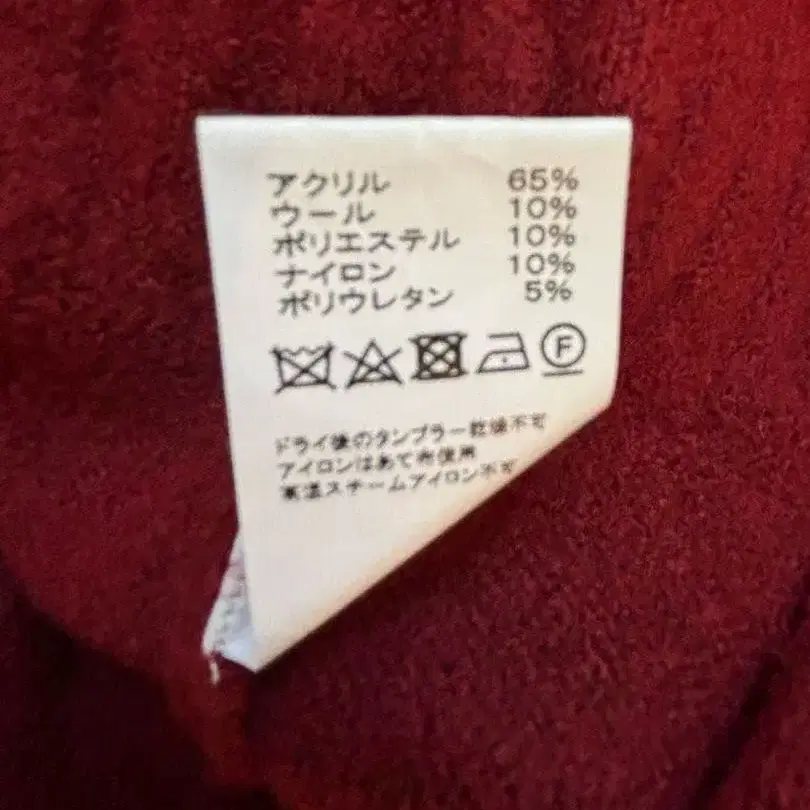 アクリル 65%
ウール 10%
ポリエステル 10%
ナイロン 10%
ポリウレタン 5%
F
ドライ後のタンブラー乾燥不可
アイロンはあて布使用
高温スチームアイロン不可